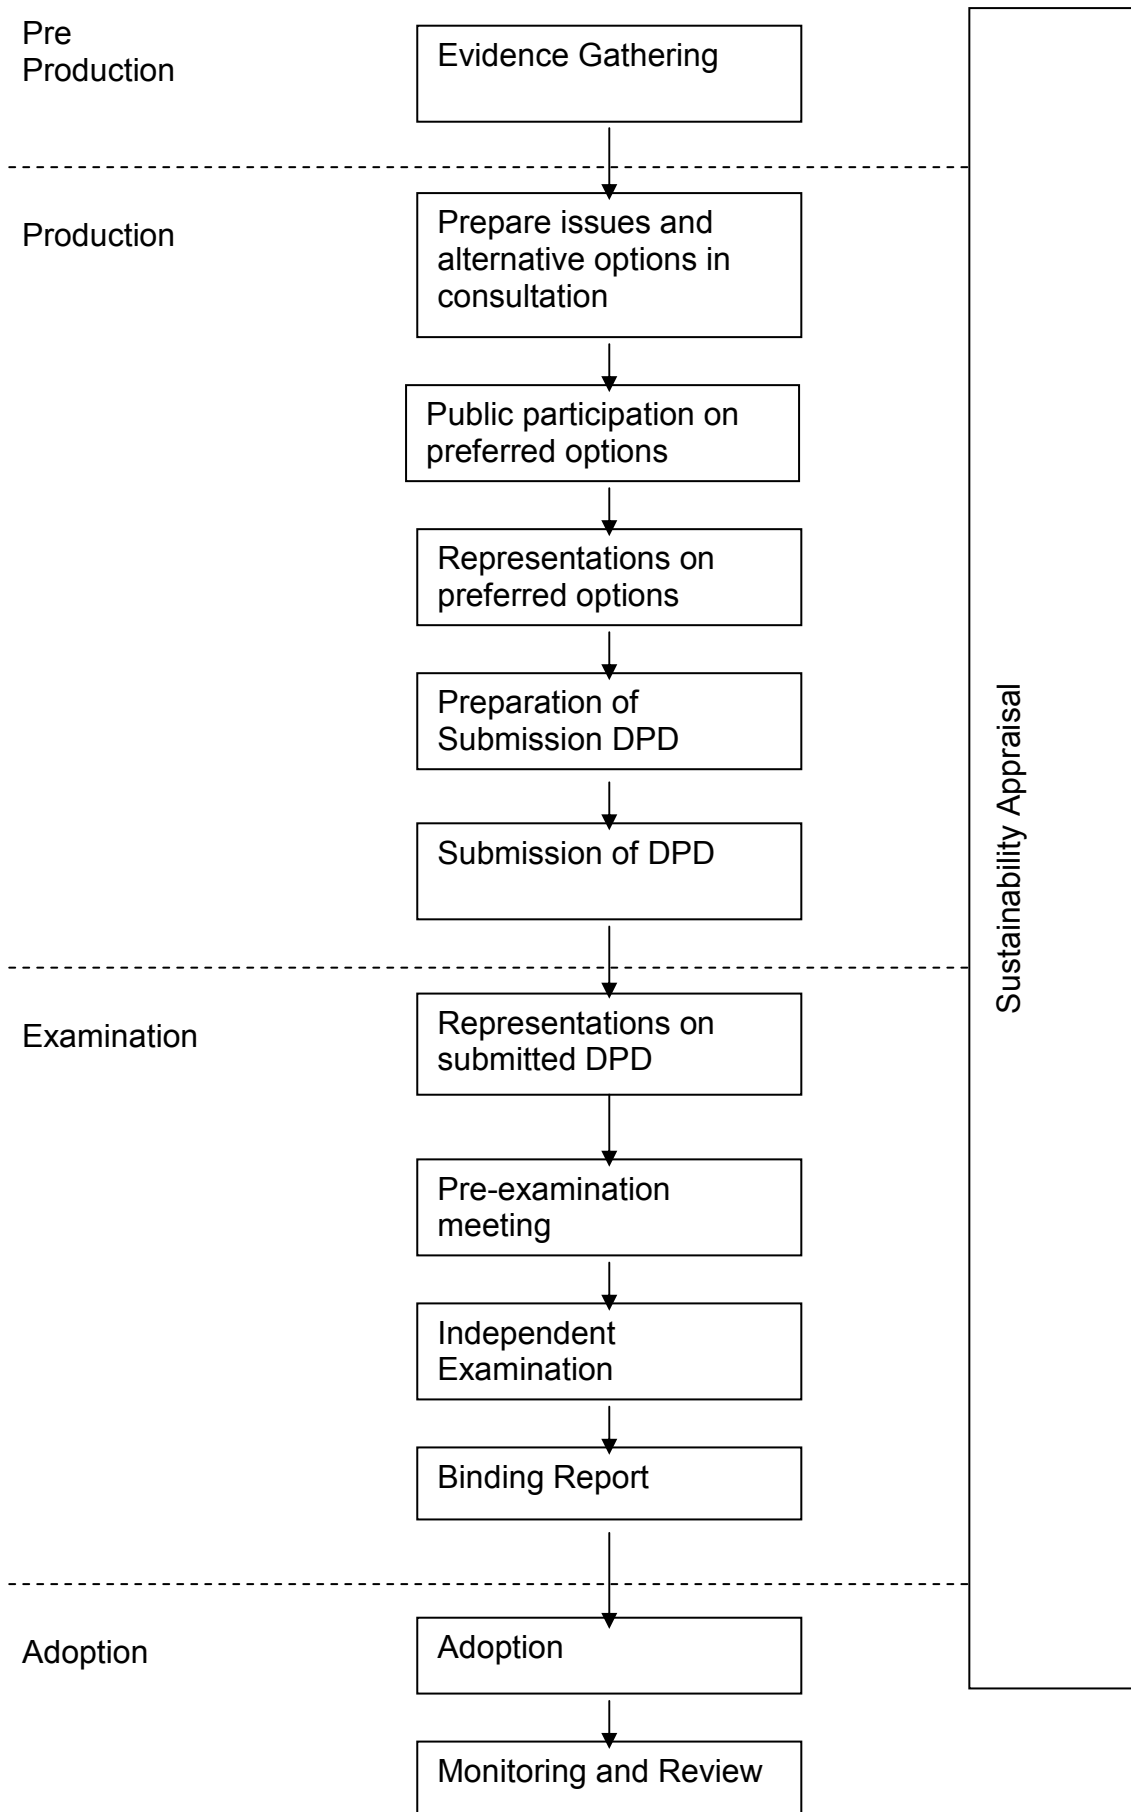 Pre
Production
Evidence Gathering
Production
Prepare issues and
alternative options in
consultation
Public participation on
preferred options
Representations on
preferred options
Preparation of
Submission DPD
Submission of DPD
Sustainability Appraisal
Examination
Representations on
submitted DPD
Pre-examination
meeting
Independent
Examination
Binding Report
Adoption
Adoption
Monitoring and Review